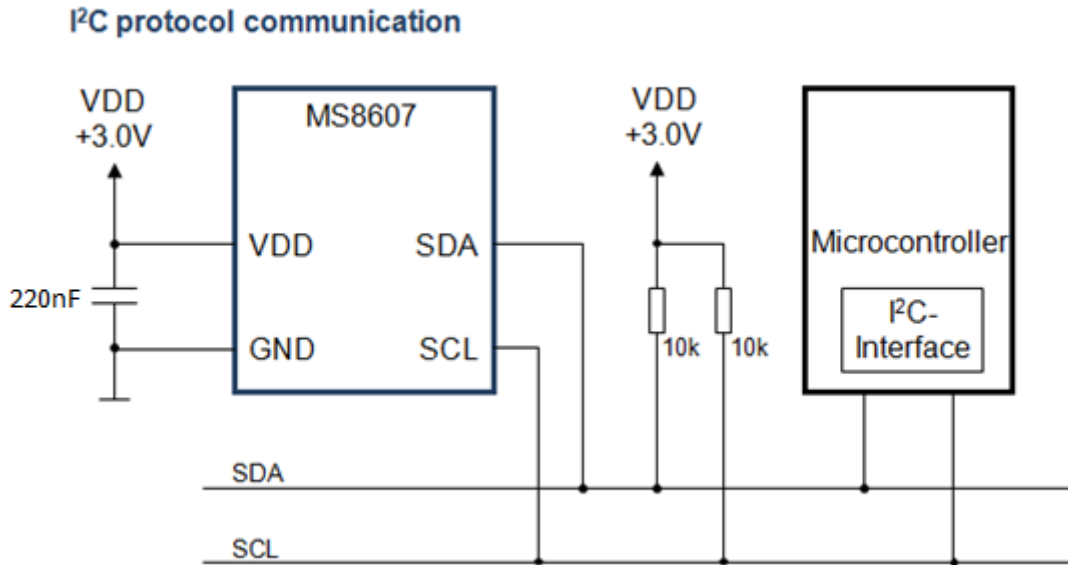 I²C protocol communication
VDD
+3.0V
MS8607
VDD
+3.0V
VDD
SDA
Microcontroller
220nF
I²C-
Interface
GND
SCL
10k
10k
SDA
SCL